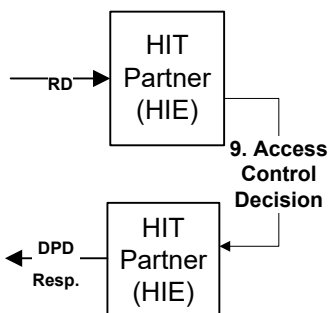 HIT
Partner
(HIE)
RD
9. Access
Control
Decision
HIT
Partner
(HIE)
DPD
Resp.